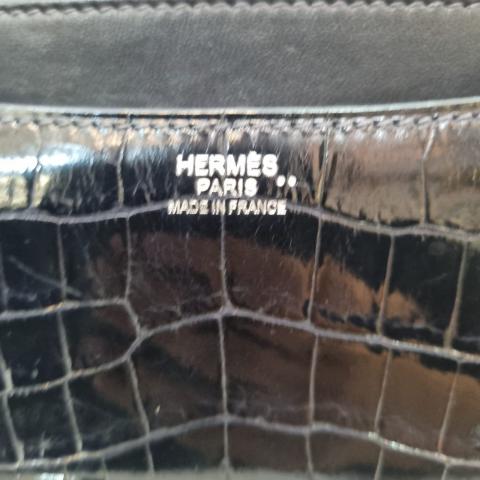 HERMÈS
PARIS ..
MADE IN FRANCE